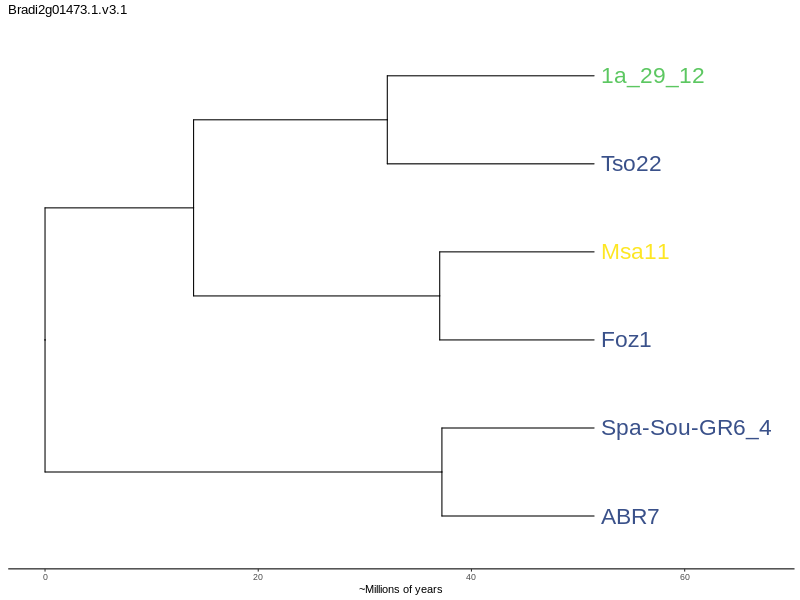 Bradi2g01473.1.v3.1
1a_29_12
Tso22
Msa11
Foz1
Spa-Sou-GR6_4
ABR7
0 20 40 60
~Millions of years